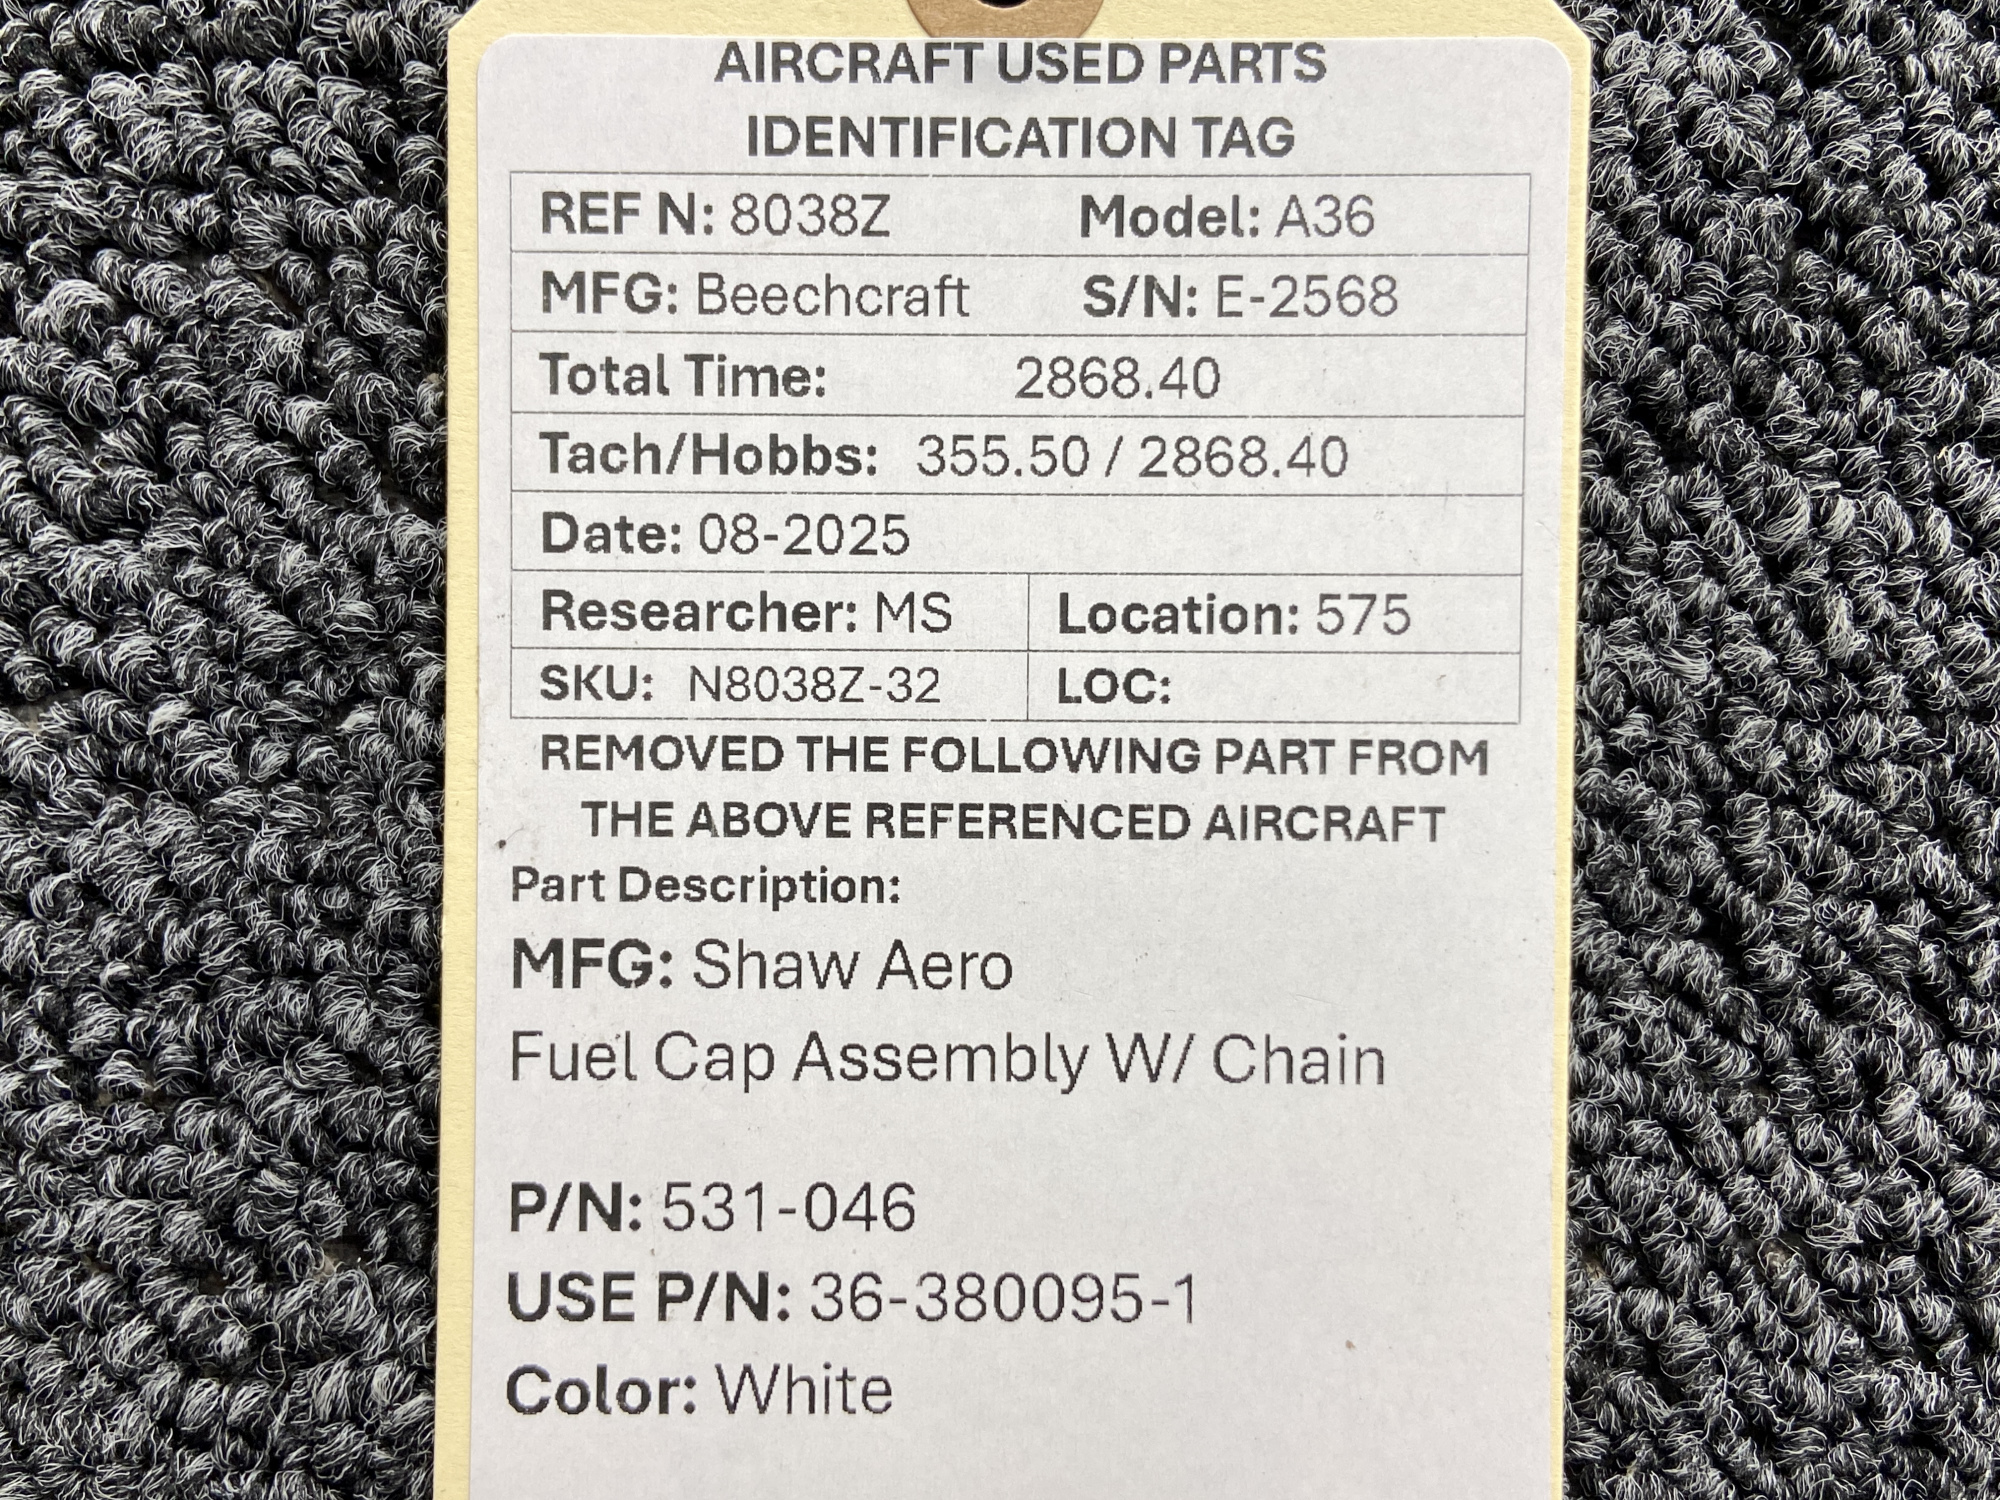 AIRCRAFT USED PARTS
IDENTIFICATION TAG
REF N: 8038Z Model: A36
MFG: Beechcraft S/N: E-2568
Total Time: 2868.40
Tach/Hobbs: 355.50 / 2868.40
Date: 08-2025
Researcher: MS Location: 575
SKU: N8038Z-32 LOC:
REMOVED THE FOLLOWING PART FROM
THE ABOVE REFERENCED AIRCRAFT
Part Description:
MFG: Shaw Aero
Fuel Cap Assembly W/ Chain
P/N: 531-046
USE P/N: 36-380095-1
Color: White